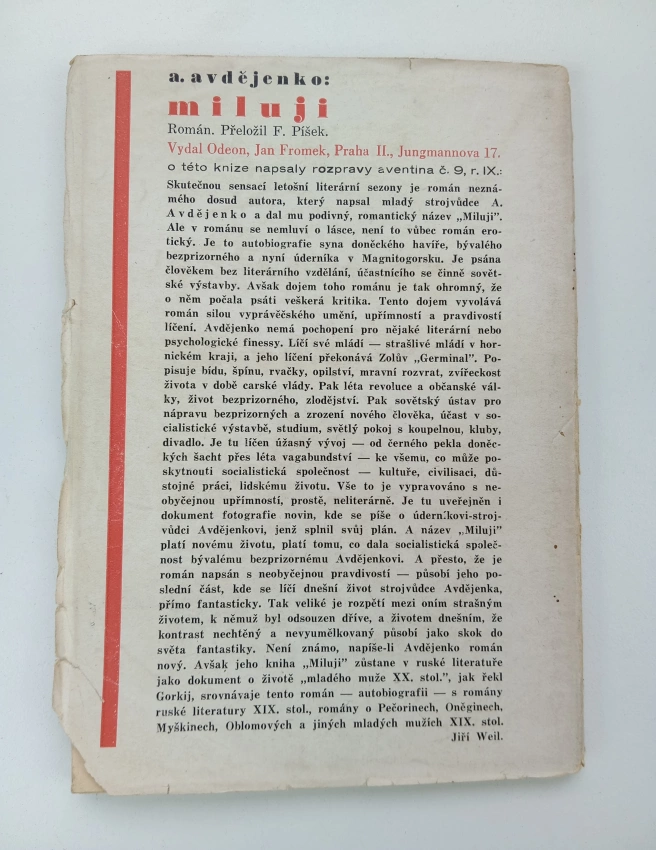 a. avdějenko:
miluji
Román. Přeložil F. Píšek.
Vydal Odeon, Jan Fromek, Praha II., Jungmannova 17.
o této knize napsaly rozpravy aventina č. 9, r. IX.:
Skutečnou sensací letošní literární sezony je román nezná-
mého dosud autora, který napsal mladý strojvůdce A.
Avdějenko a dal mu podivný, romantický název „Miluji".
Ale v románu se nemluví o lásce, není to vůbec román ero-
tický. Je to autobiografie syna doněckého havíře, bývalého
bezprizorného a nyní úderníka v Magnitogorsku. Je psána
člověkem bez literárního vzdělání, účastnícího se činně sovět-
ské výstavby. Avšak dojem toho románu je tak ohromný, že
o něm počala psáti veškerá kritika. Tento dojem vyvolává
román silou vyprávěčského umění, upřímností a pravdivostí
líčení. Avdějenko nemá pochopení pro nějaké literární nebo
psychologické finessy. Líčí své mládí — strašlivé mládí v hor-
nickém kraji, a jeho líčení překonává Zolův „Germinal". Po-
pisuje bídu, špínu, rvačky, opilství, mravní rozvrat, zvířeckost
života v době carské vlády. Pak léta revoluce a občanské vál-
ky, život bezprizorného, zlodějství. Pak sovětský ústav pro
nápravu bezprizorných a zrození nového člověka, účast v so-
cialistické výstavbě, studium, světlý pokoj s koupelnou, kluby,
divadlo. Je tu líčen úžasný vývoj — od černého pekla doněc-
kých šacht přes léta vagabundství — ke všemu, co může po-
skytnouti socialistická společnost — kultuře, civilisaci, dů-
stojné práci, lidskému životu. Vše to je vypravováno s ne-
obyčejnou upřímností, prostě, neliterárně. Je tu uveřejněn i
dokument fotografie novin, kde se píše o úderníkovi-stroj-
vůdci Avdějenkovi, jenž splnil svůj plán. A název „Miluji"
platí novému životu, platí tomu, co dala socialistická společ-
nost bývalému bezprizornému Avdějenkovi. A přesto, že je
román napsán s neobyčejnou pravdivostí — působí jeho po-
slední část, kde se líčí dnešní život strojvůdce Avdějenka,
přímo fantasticky. Tak veliké je rozpětí mezi oním strašným
životem, k němuž byl odsouzen dříve, a životem dnešním, že
kontrast nechtěný a nevyumělkovaný působí jako skok do
světa fantastiky. Není známo, napíše-li Avdějenko román
nový. Avšak jeho kniha „Miluji" zůstane v ruské literatuře
jako dokument o životě „mladého muže XX. stol.", jak řekl
Gorkij, srovnávaje tento román — autobiografii — s romány
ruské literatury XIX. stol., romány o Pečorinech, Oněginech,
Myškinech, Oblomových a jiných mladých mužích XIX. stol.
Jiří Weil.